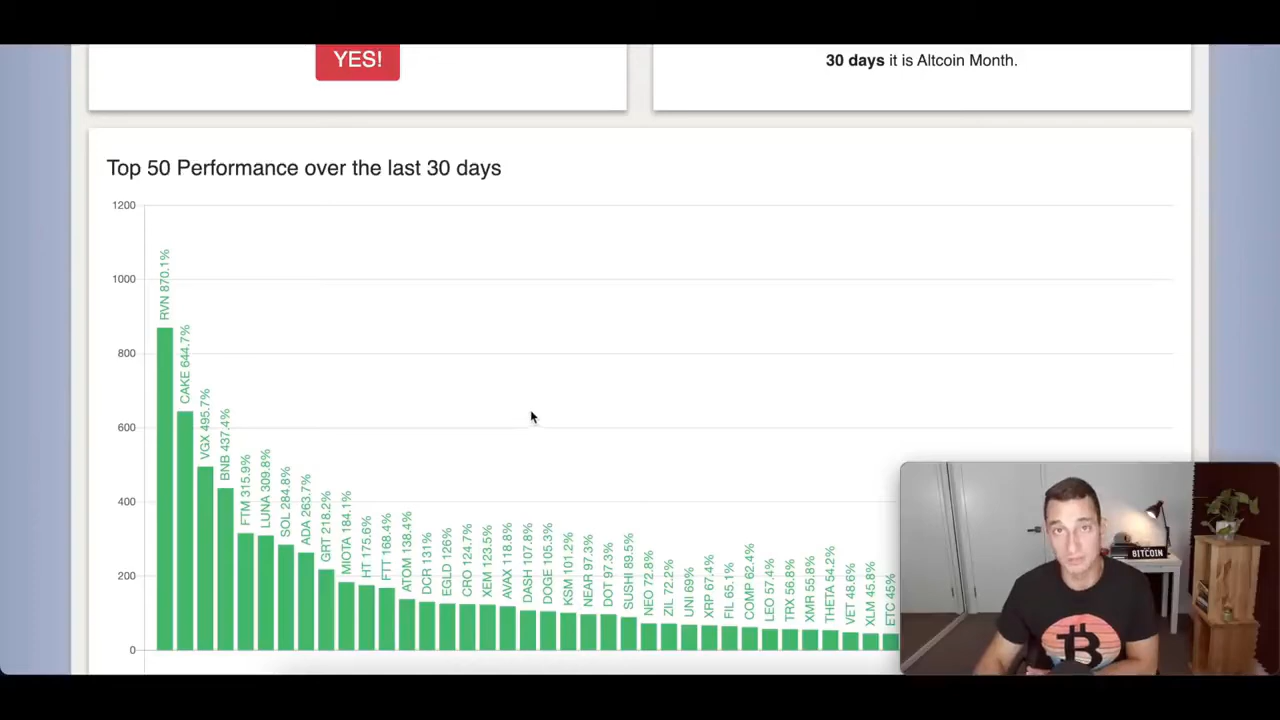 YES!
30 days it is Altcoin Month.
Top 50 Performance over the last 30 days
1200
1000
800
600
400
200
0
RVN 870.1%
CAKE 644.7%
VGX 495.7%
BNB 437.4%
FTM 315.9%
LUNA 309.8%
SOL 284.8%
ADA 263.7%
GRT 218.2%
MIOTA 184.1%
HT 175.6%
FTT 168.4%
ATOM 138.4%
DCR 131%
EGLD 126%
CRO 124.7%
XEM 123.5%
AVAX 118.8%
DASH 107.8%
DOGE 105.3%
KSM 101.2%
NEAR 97.3%
DOT 97.3%
SUSHI 89.5%
NEO 72.8%
ZIL 72.2%
UNI 69%
XRP 67.4%
FIL 65.1%
COMP 62.4%
LEO 57.4%
TRX 56.8%
XMR 55.8%
THETA 54.2%
VET 48.6%
XLM 45.8%
ETC 45%
BITCOIN